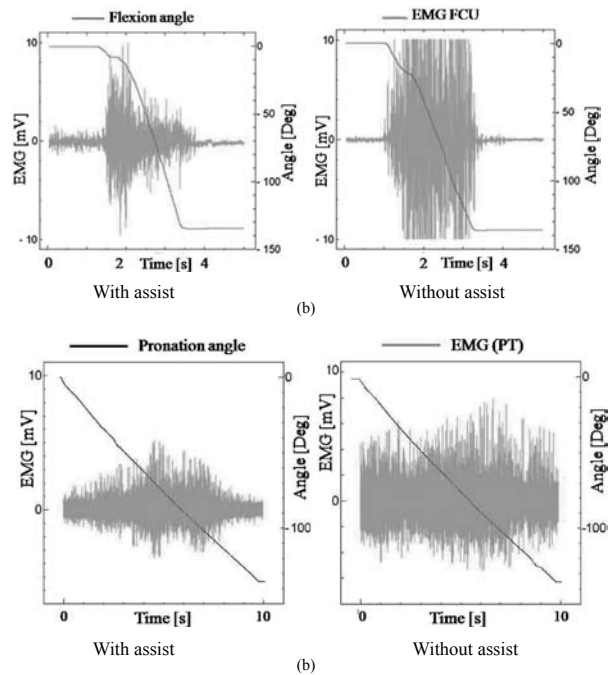 Flexion angle
EMG FCU
EMG [mV]
10
0
- 10
0
2
4
Time [s]
0
-50
-100
-150
Angle [Deg]
EMG [mV]
10
0
- 10
0
2
4
Time [s]
0
-50
-100
-150
Angle [Deg]
With assist
Without assist
(b)
Pronation angle
EMG (PT)
EMG [mV]
10
0
0
10
Time [s]
0
-100
Angle [Deg]
EMG [mV]
10
0
0
10
Time [s]
0
-100
Angle [Deg]
With assist
Without assist
(b)